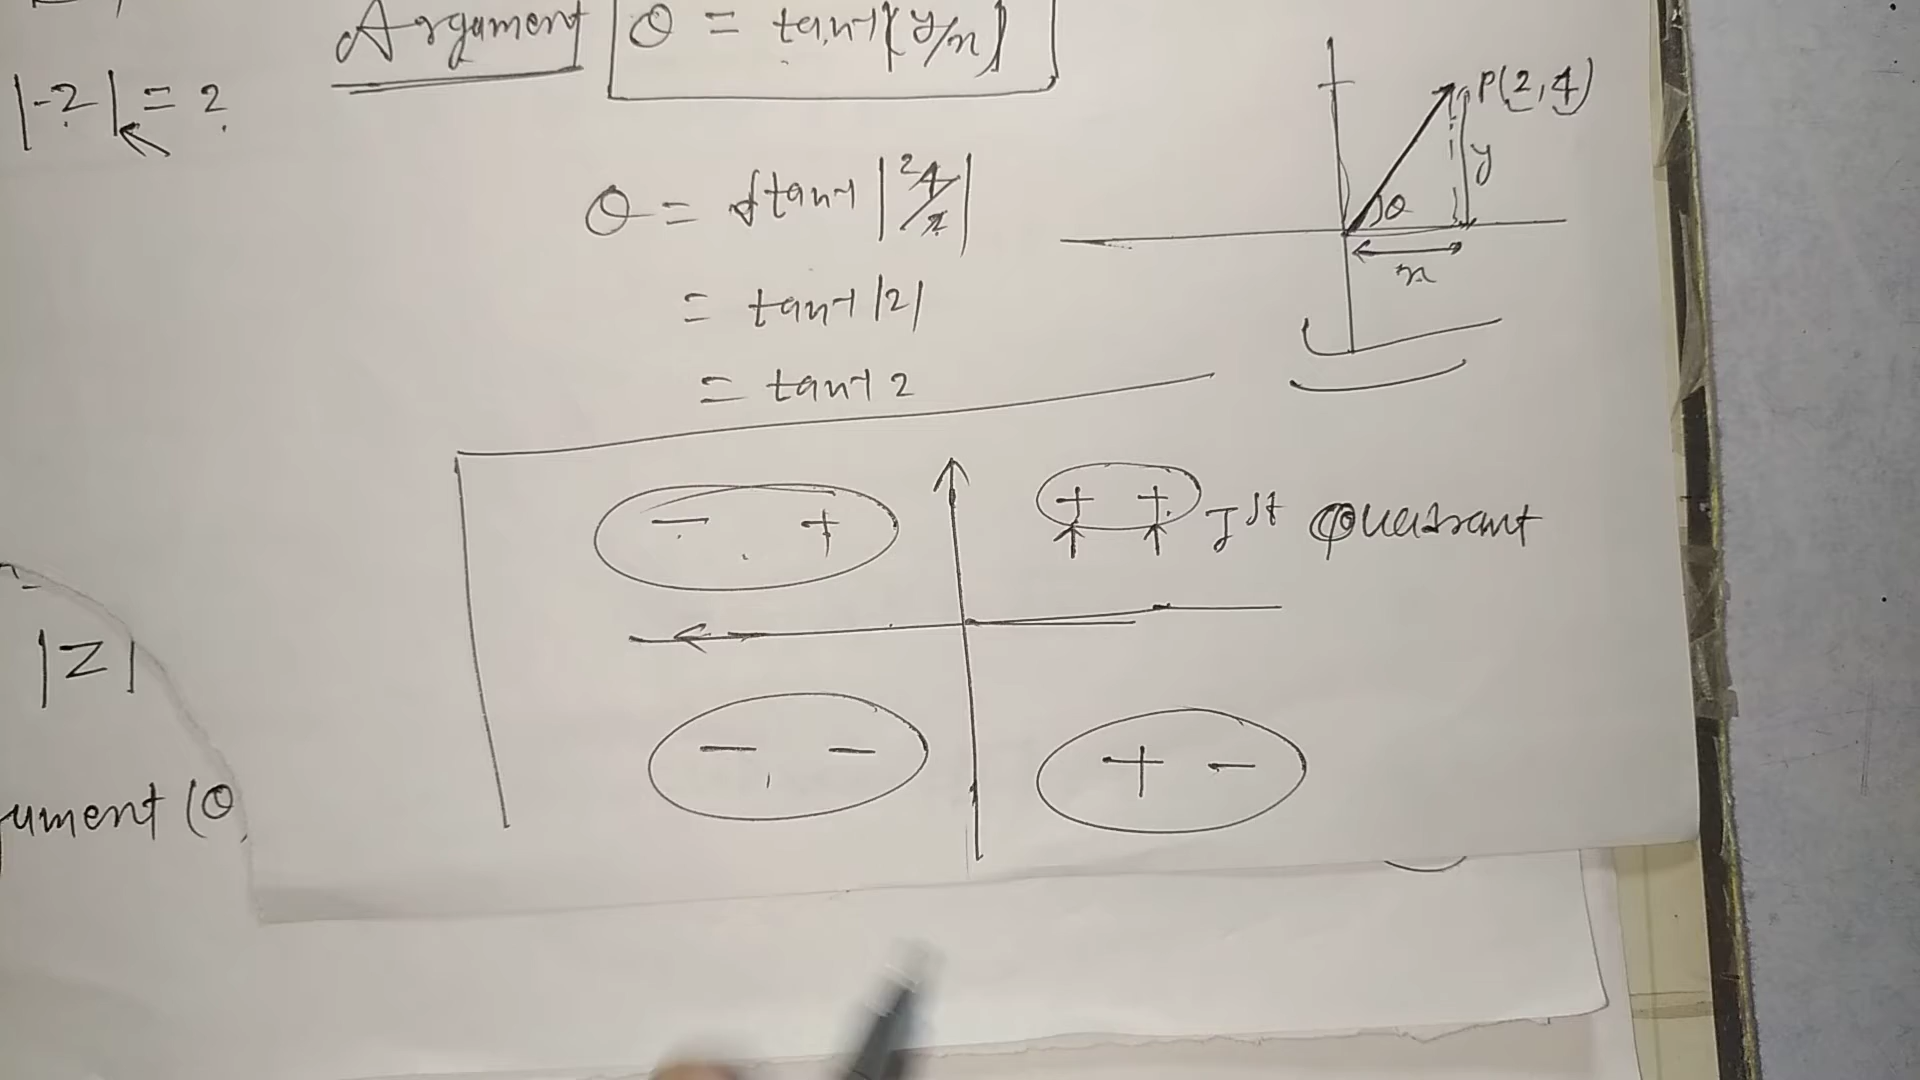 Argument θ = tan-1(y/x)
|-2| = 2
P(2,4)
θ = tan-1 |4/2|
2
y
θ
x
= tan-1 |2|
= tan-1 2
- +
+ + Ist Quadrant
|Z|
- -
+ -
ument (θ